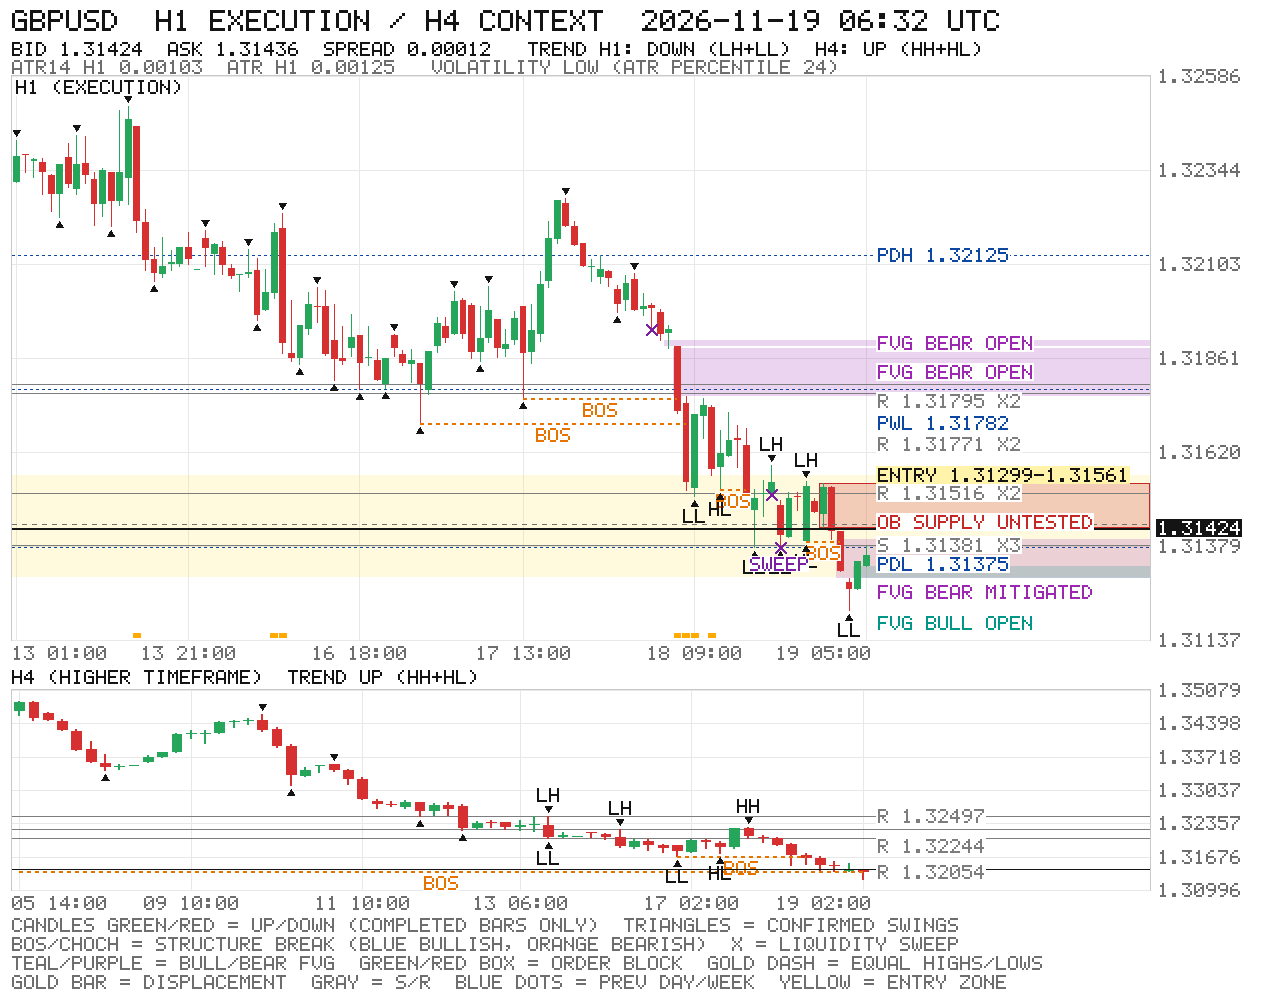 GBPUSD  H1 EXECUTION / H4 CONTEXT  2026-11-19 06:32 UTC
BID 1.31424  ASK 1.31436  SPREAD 0.00012   TREND H1: DOWN (LH+LL)  H4: UP (HH+HL)
ATR14 H1 0.00103  ATR H1 0.00125   VOLATILITY LOW (ATR PERCENTILE 24)
1.32586
H1 (EXECUTION)
1.32344
PDH 1.32125
1.32103
FVG BEAR OPEN
1.31861
FVG BEAR OPEN
R 1.31795 X2
BOS
PWL 1.31782
BOS
R 1.31771 X2
LH
1.31620
LH
ENTRY 1.31299-1.31561
R 1.31516 X2
BOS
HL
LL
OB SUPPLY UNTESTED
1.31424
S 1.31381 X3
1.31379
BOS
SWEEP
PDL 1.31375
FVG BEAR MITIGATED
FVG BULL OPEN
LL
1.31137
13 01:00  13 21:00  16 18:00  17 13:00  18 09:00  19 05:00
H4 (HIGHER TIMEFRAME)  TREND UP (HH+HL)
1.35079
1.34398
1.33718
1.33037
LH
LH
HH
R 1.32497
1.32357
R 1.32244
LL
1.31676
BOS
HL
LL
R 1.32054
BOS
1.30996
05 14:00  09 10:00  11 10:00  13 06:00  17 02:00  19 02:00
CANDLES GREEN/RED = UP/DOWN (COMPLETED BARS ONLY)  TRIANGLES = CONFIRMED SWINGS
BOS/CHOCH = STRUCTURE BREAK (BLUE BULLISH, ORANGE BEARISH)  X = LIQUIDITY SWEEP
TEAL/PURPLE = BULL/BEAR FVG  GREEN/RED BOX = ORDER BLOCK  GOLD DASH = EQUAL HIGHS/LOWS
GOLD BAR = DISPLACEMENT  GRAY = S/R  BLUE DOTS = PREV DAY/WEEK  YELLOW = ENTRY ZONE